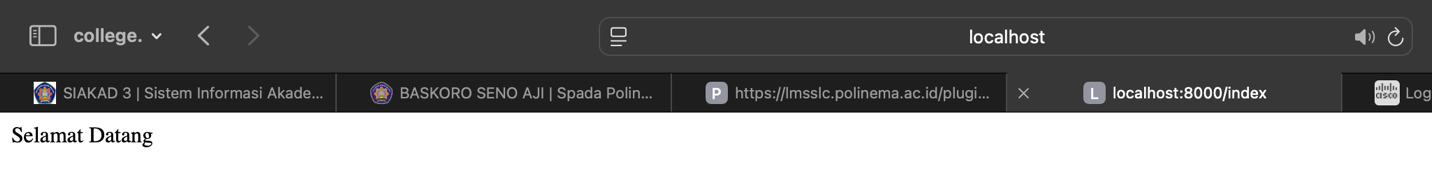 college.
localhost
SIAKAD 3 | Sistem Informasi Akade...
BASKORO SENO AJI | Spada Polin...
P
https://lmsslc.polinema.ac.id/plugi...
L
localhost:8000/index
CISCO
Log
Selamat Datang